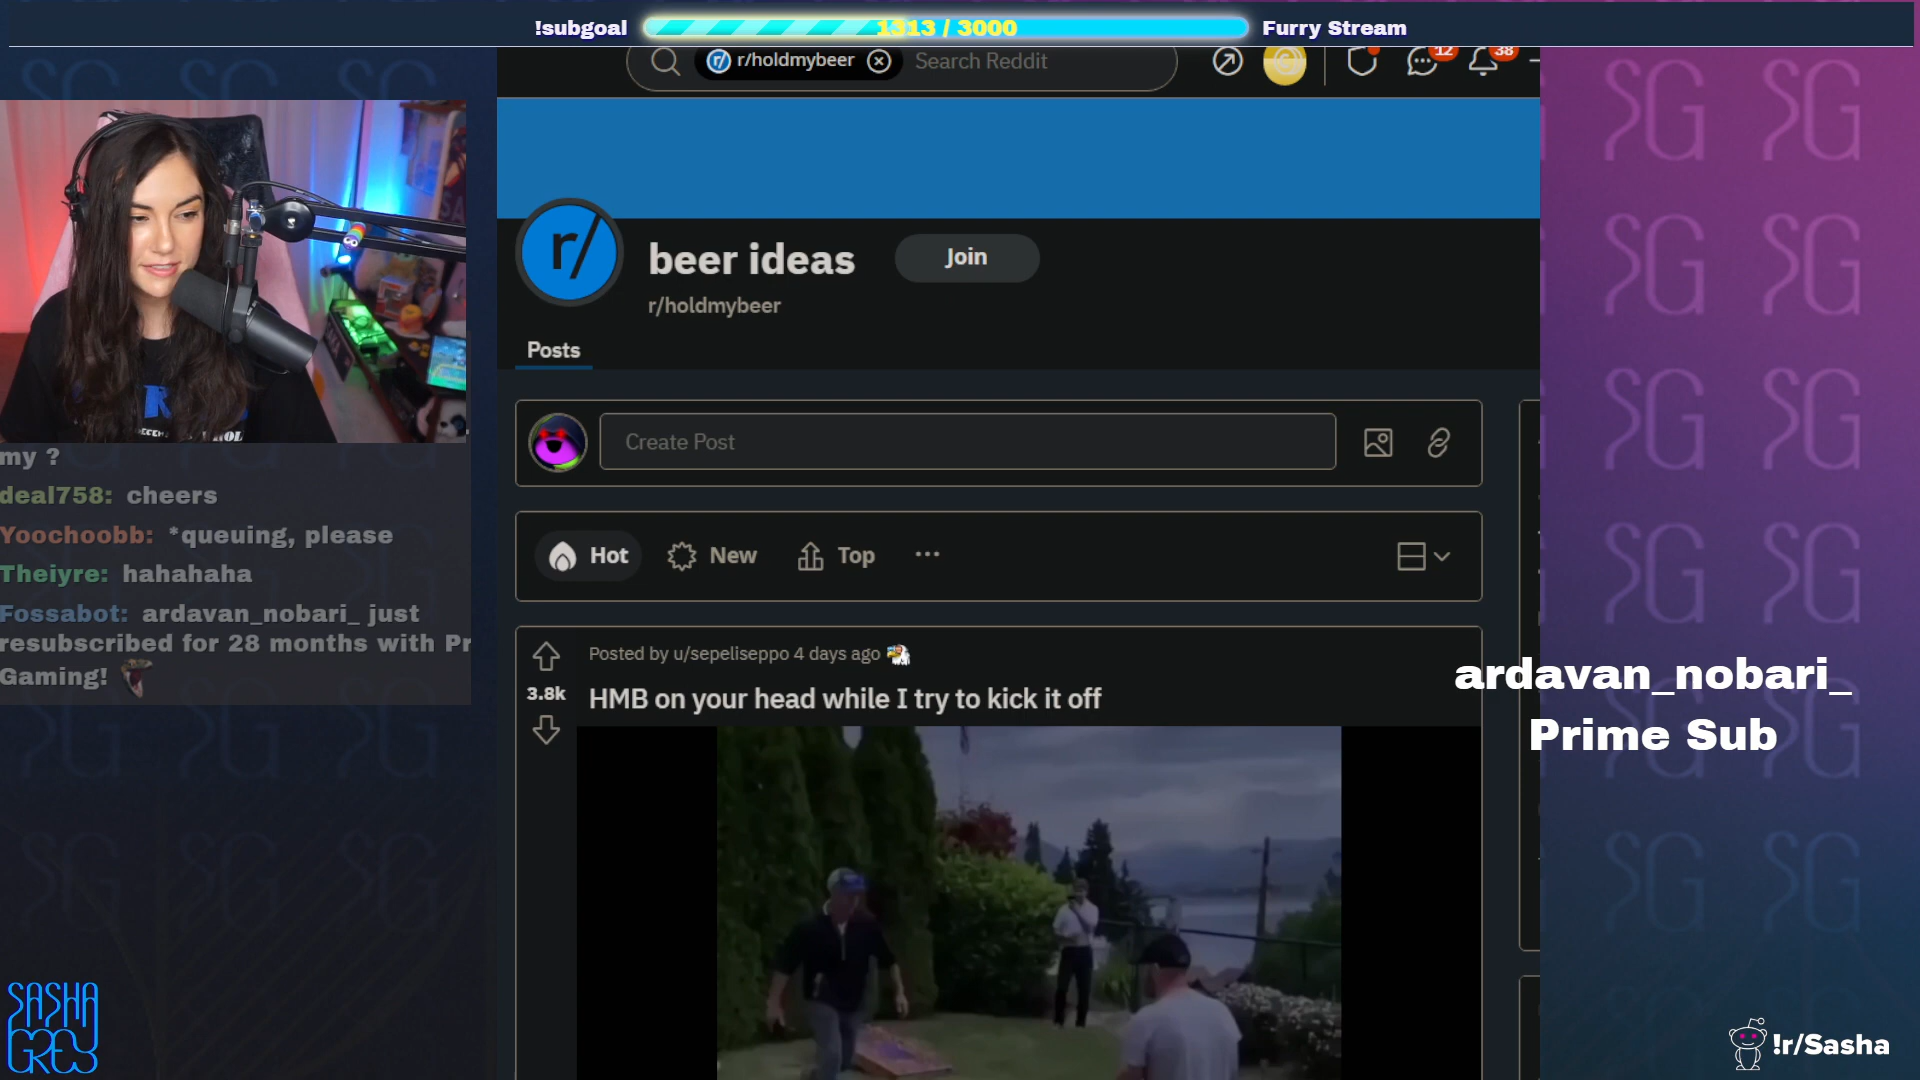 !subgoal
1313 / 3000
Furry Stream
r/holdmybeer
Search Reddit
12
38
r/
beer ideas
Join
r/holdmybeer
Posts
Create Post
Hot
New
Top
Posted by u/sepeliseppo 4 days ago
3.8k
HMB on your head while I try to kick it off
my ?
deal758: cheers
Yoochoobb: *queuing, please
Theiyre: hahahaha
Fossabot: ardavan_nobari_ just
resubscribed for 28 months with Pr
Gaming!
ardavan_nobari_
Prime Sub
SASHA
GREY
!r/Sasha
SG